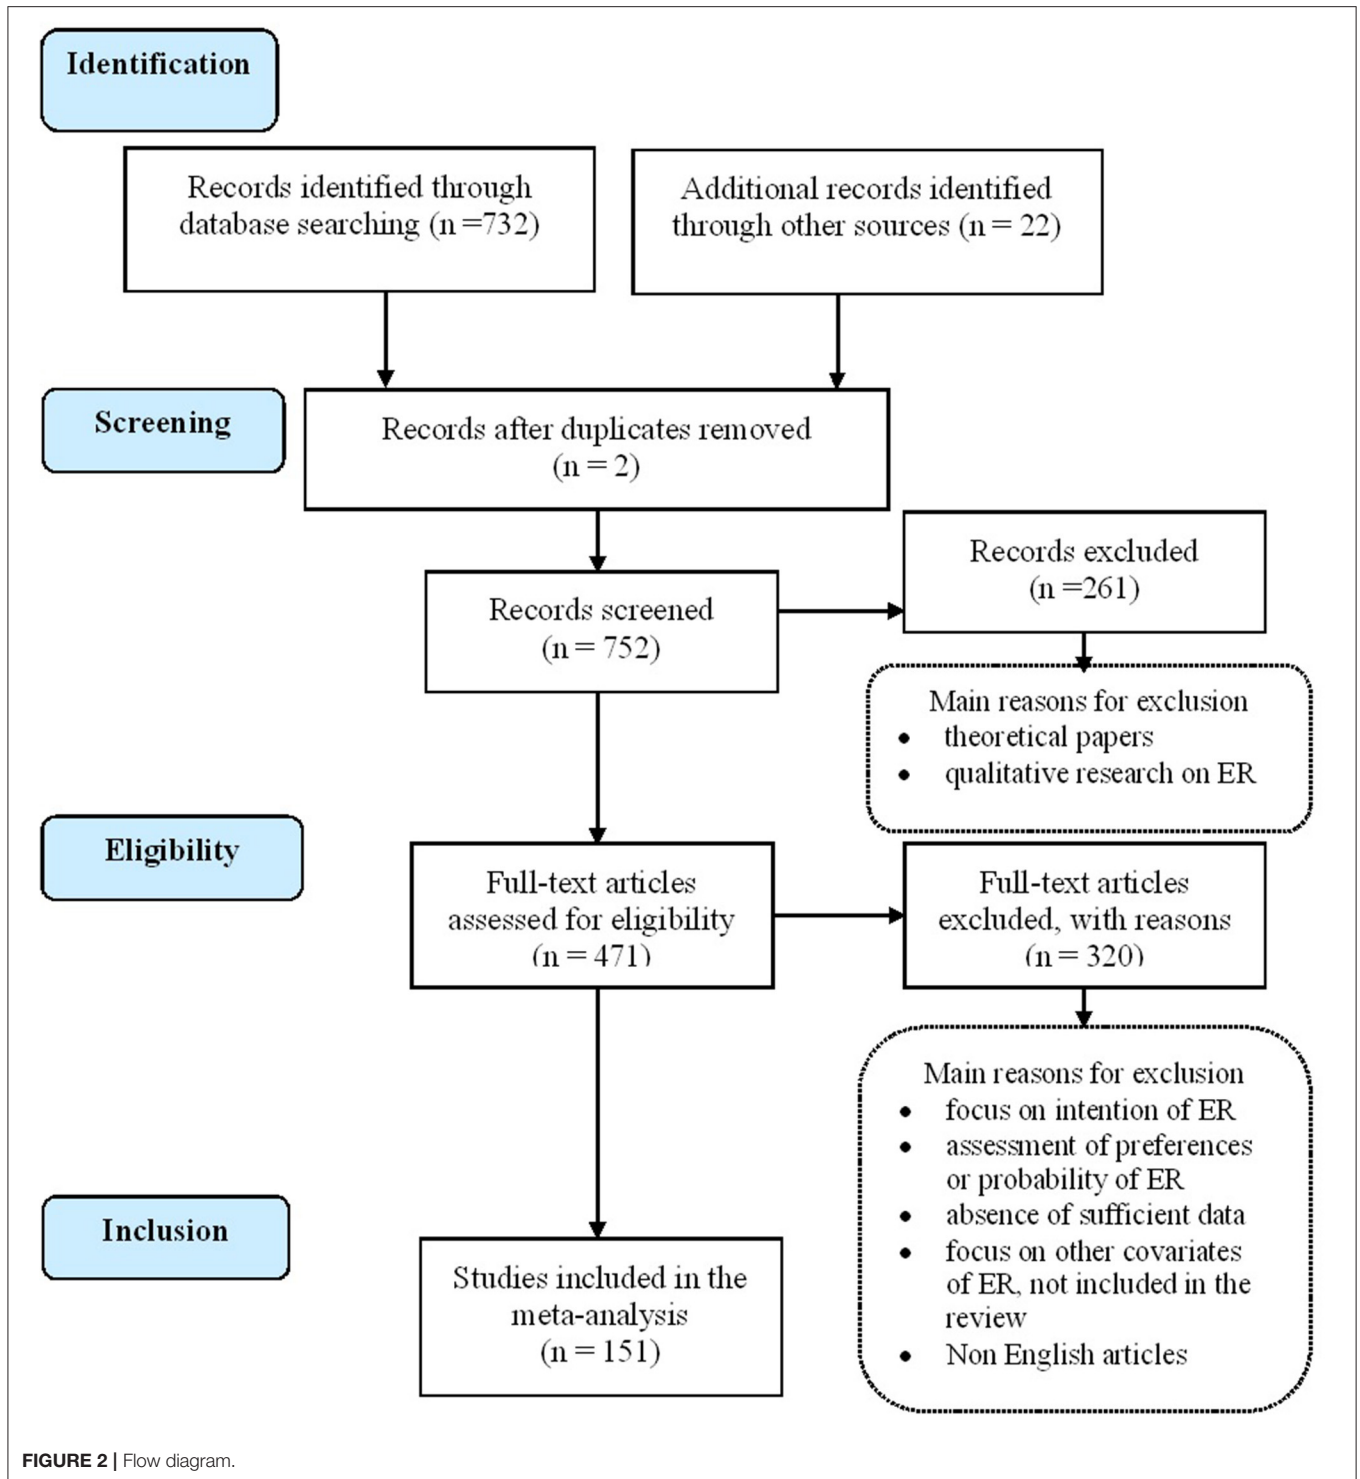 Identification
Records identified through
database searching (n =732)
Additional records identified
through other sources (n = 22)
Screening
Records after duplicates removed
(n = 2)
Records excluded
(n =261)
Records screened
(n = 752)
Main reasons for exclusion
• theoretical papers
• qualitative research on ER
Eligibility
Full-text articles
assessed for eligibility
(n = 471)
Full-text articles
excluded, with reasons
(n = 320)
Main reasons for exclusion
• focus on intention of ER
• assessment of preferences
or probability of ER
• absence of sufficient data
• focus on other covariates
of ER, not included in the
review
• Non English articles
Inclusion
Studies included in the
meta-analysis
(n = 151)
FIGURE 2 | Flow diagram.